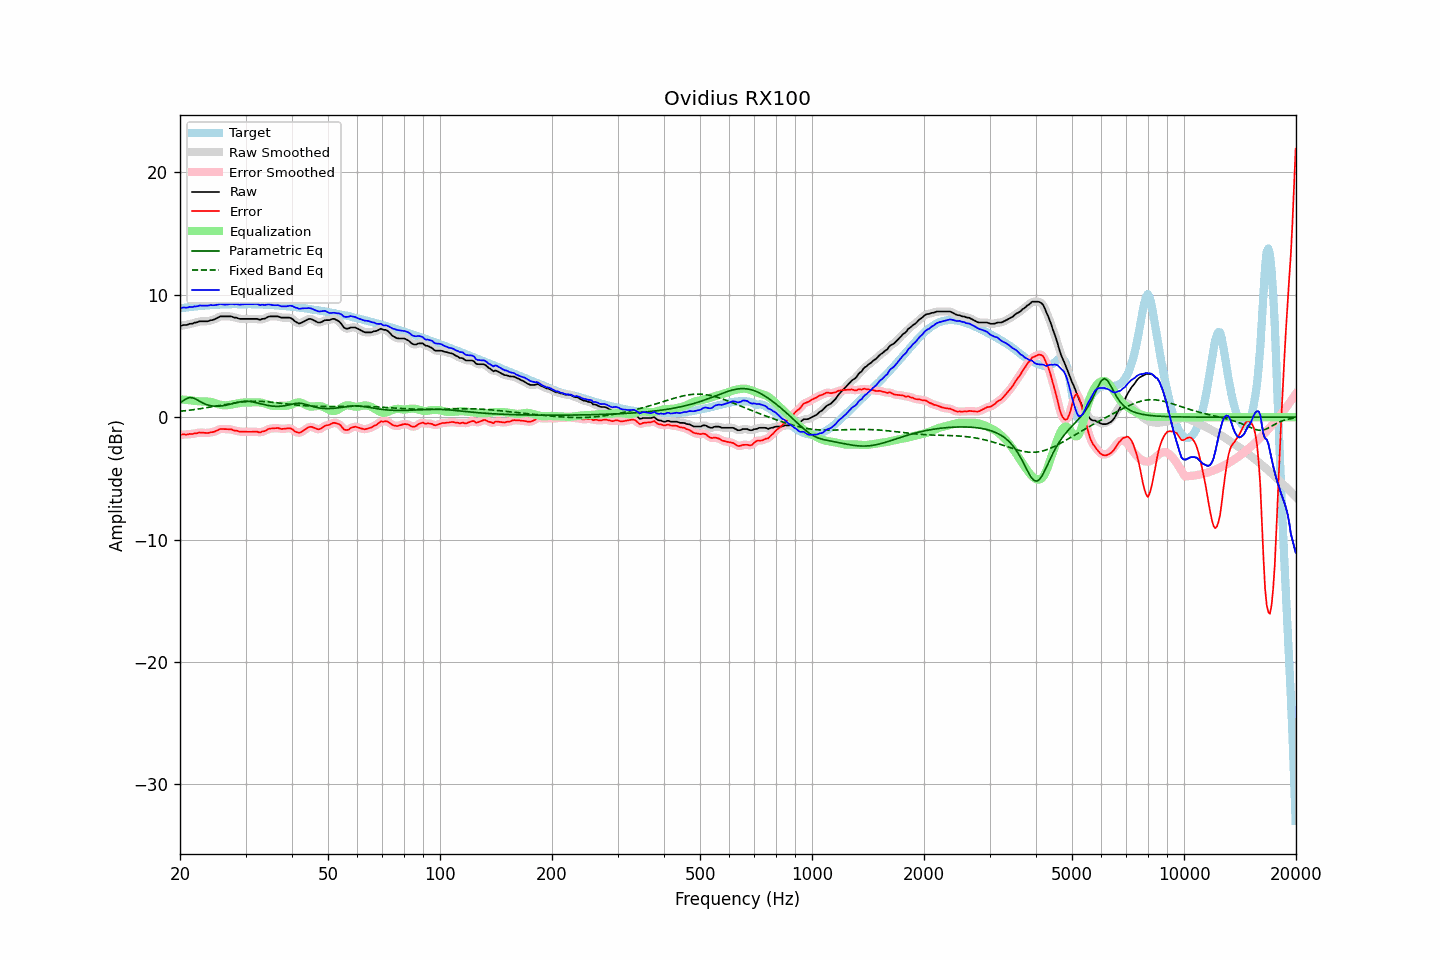 Ovidius RX100
Target
Raw Smoothed
Error Smoothed
Raw
Error
Equalization
Parametric Eq
Fixed Band Eq
Equalized
20
10
0
−10
−20
−30
Amplitude (dBr)
20 50 100 200 500 1000 2000 5000 10000 20000
Frequency (Hz)